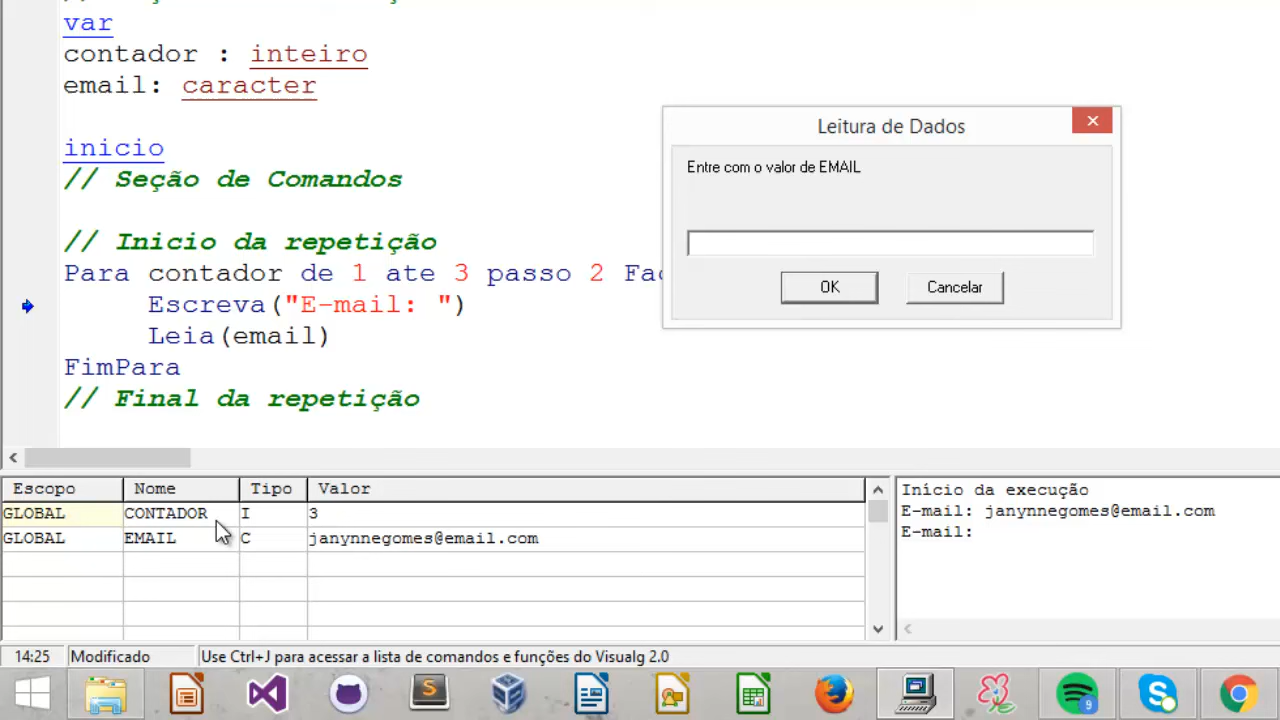 var
contador : inteiro
email: caracter
inicio
// Seção de Comandos
// Inicio da repetição
Para contador de 1 ate 3 passo 2
Escreva("E-mail: ")
Leia(email)
FimPara
// Final da repetição
Leitura de Dados
Entre com o valor de EMAIL
OK
Cancelar
Escopo Nome Tipo Valor
GLOBAL CONTADOR I 3
GLOBAL EMAIL C janynnegomes@email.com
Início da execução
E-mail: janynnegomes@email.com
E-mail:
14:25 Modificado Use Ctrl+J para acessar a lista de comandos e funções do Visualg 2.0
S
9